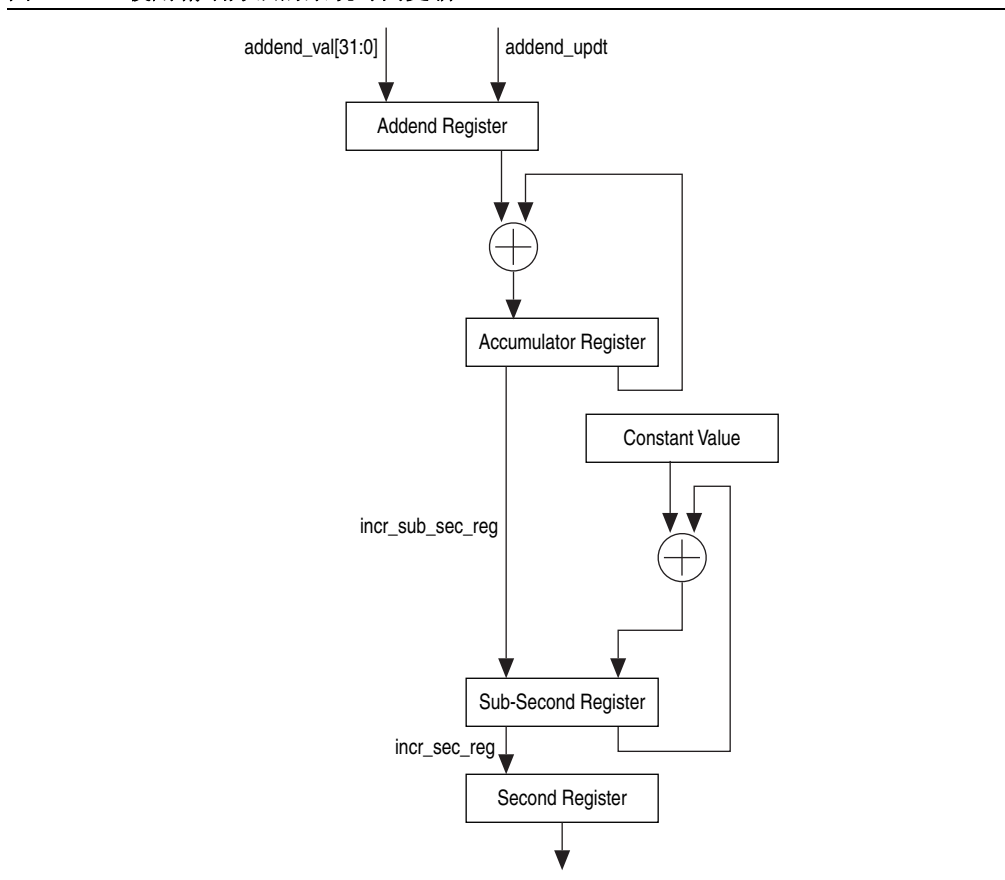 addend_val[31:0]
addend_updt
Addend Register
Accumulator Register
Constant Value
incr_sub_sec_reg
Sub-Second Register
incr_sec_reg
Second Register